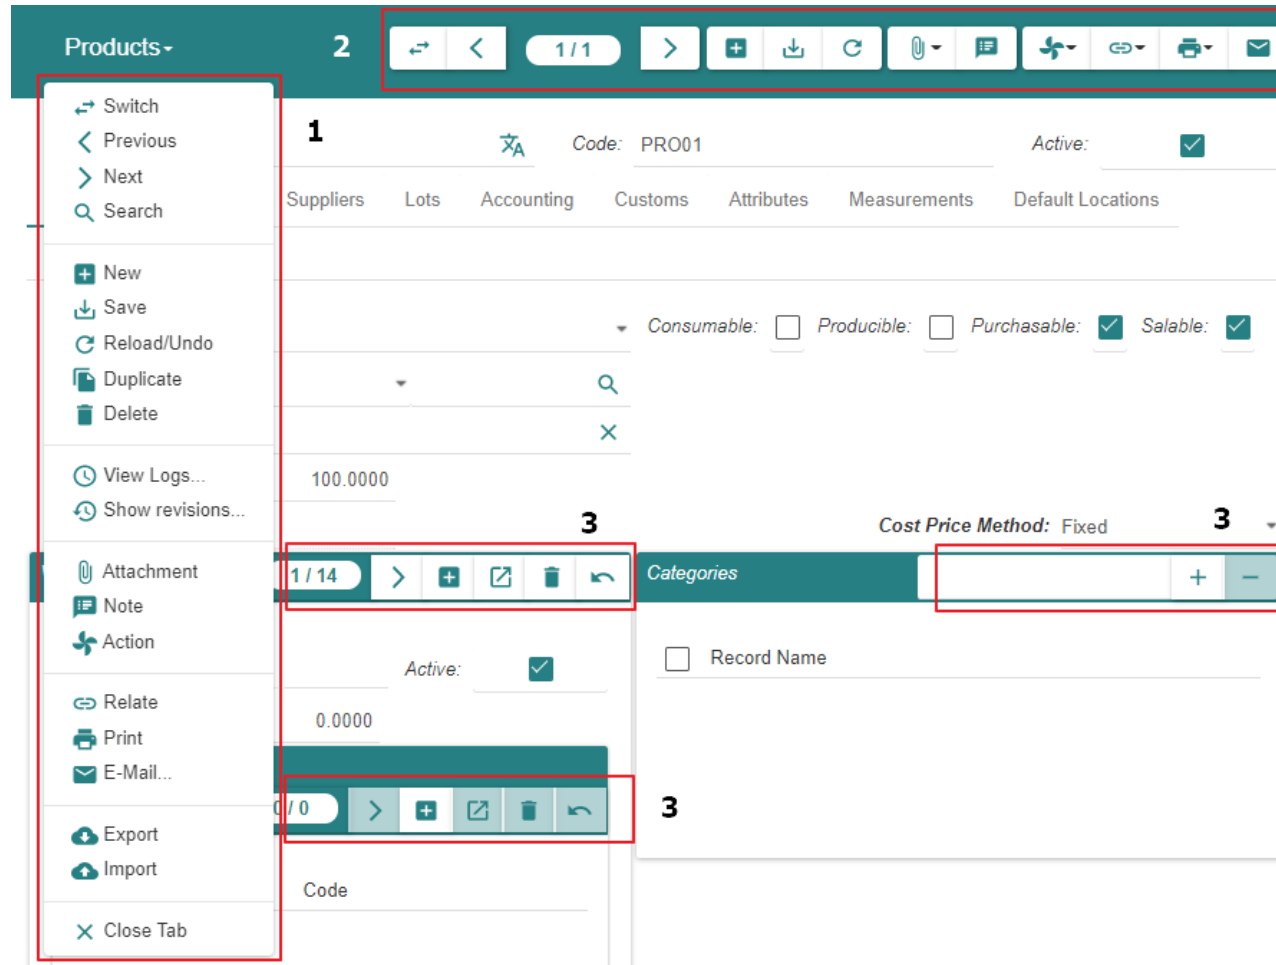 Products
2
1 / 1
Switch
Previous
Next
Search
New
Save
Reload/Undo
Duplicate
Delete
View Logs...
Show revisions...
Attachment
Note
Action
Relate
Print
E-Mail...
Export
Import
Close Tab
1
Code: PRO01
Active:
Suppliers Lots Accounting Customs Attributes Measurements Default Locations
Consumable: Producible: Purchasable: Salable:
100.0000
3
Cost Price Method: Fixed
3
1 / 14
Categories
Record Name
Active:
0.0000
/ 0
3
Code